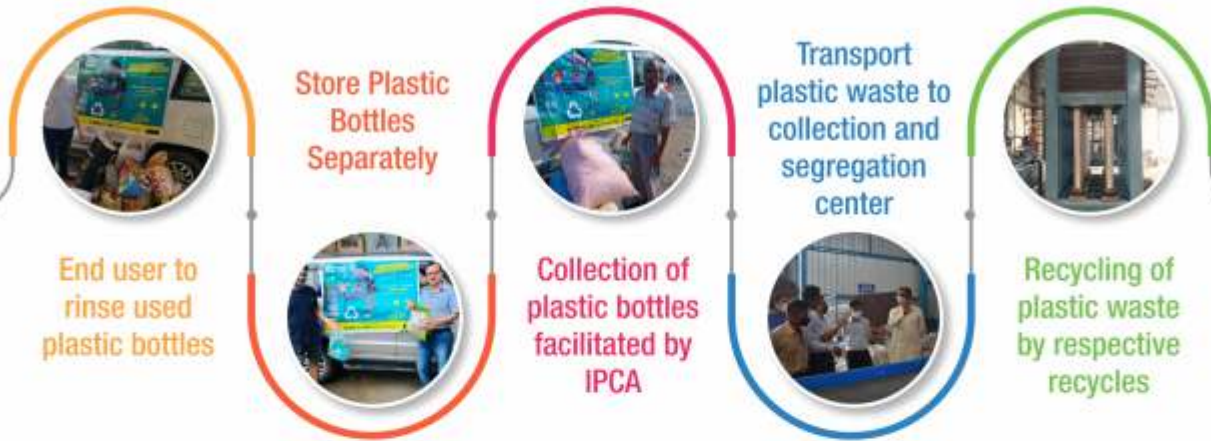 End user to
rinse used
plastic bottles
Store Plastic
Bottles
Separately
Collection of
plastic bottles
facilitated by
IPCA
Transport
plastic waste to
collection and
segregation
center
Recycling of
plastic waste
by respective
recycles